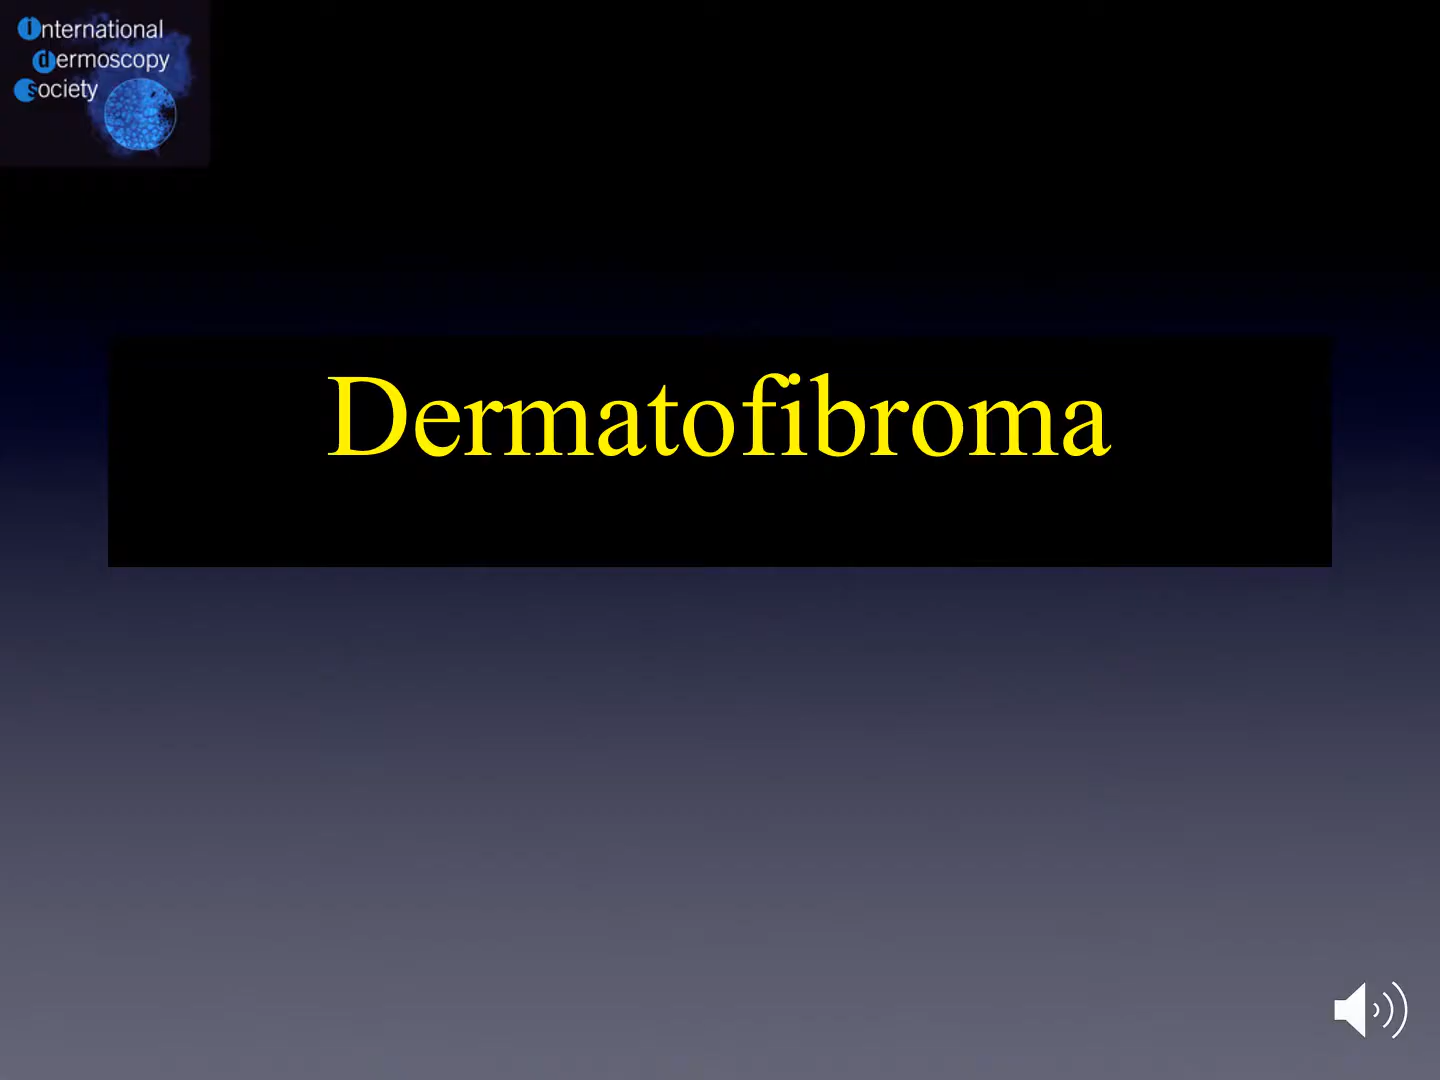 international
dermoscopy
society
Dermatofibroma